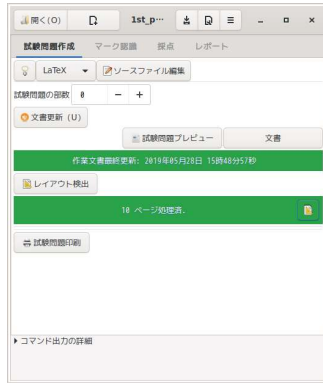 開く(O) 1st_p…
試験問題作成 マーク認識 採点 レポート
LaTeX ソースファイル編集
試験問題の部数 0 － ＋
文書更新 (U)
試験問題プレビュー 文書
作業文書最終更新: 2019年05月28日 15時48分57秒
レイアウト検出
10 ページ処理済.
試験問題印刷
コマンド出力の詳細